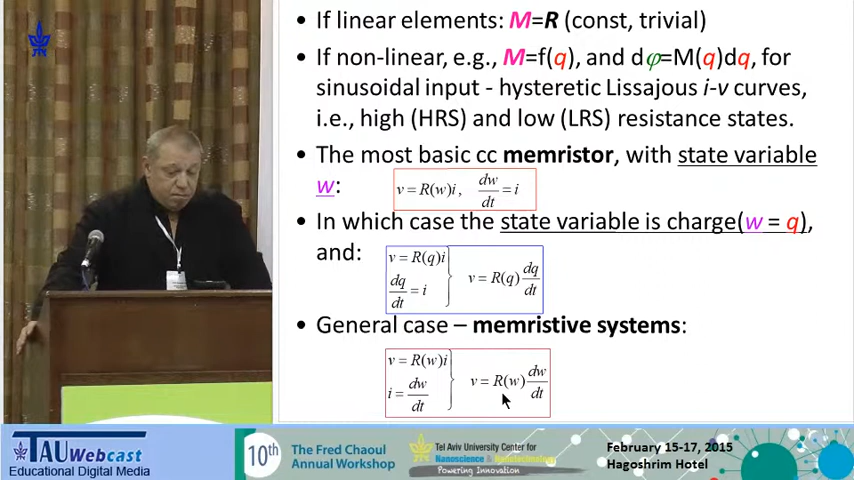 • If linear elements: M=R (const, trivial)
• If non-linear, e.g., M=f(q), and dφ=M(q)dq, for
sinusoidal input - hysteretic Lissajous i-v curves,
i.e., high (HRS) and low (LRS) resistance states.
• The most basic cc memristor, with state variable
w: v = R(w)i , dw/dt = i
• In which case the state variable is charge(w = q),
and:
v = R(q)i
dq/dt = i
v = R(q) dq/dt
• General case – memristive systems:
v = R(w)i
i = dw/dt
v = R(w) dw/dt
TAU Webcast
Educational Digital Media
10th
The Fred Chaoul
Annual Workshop
Tel Aviv University Center for
Nanoscience & Nanotechnology
Powering Innovation
February 15-17, 2015
Hagoshrim Hotel